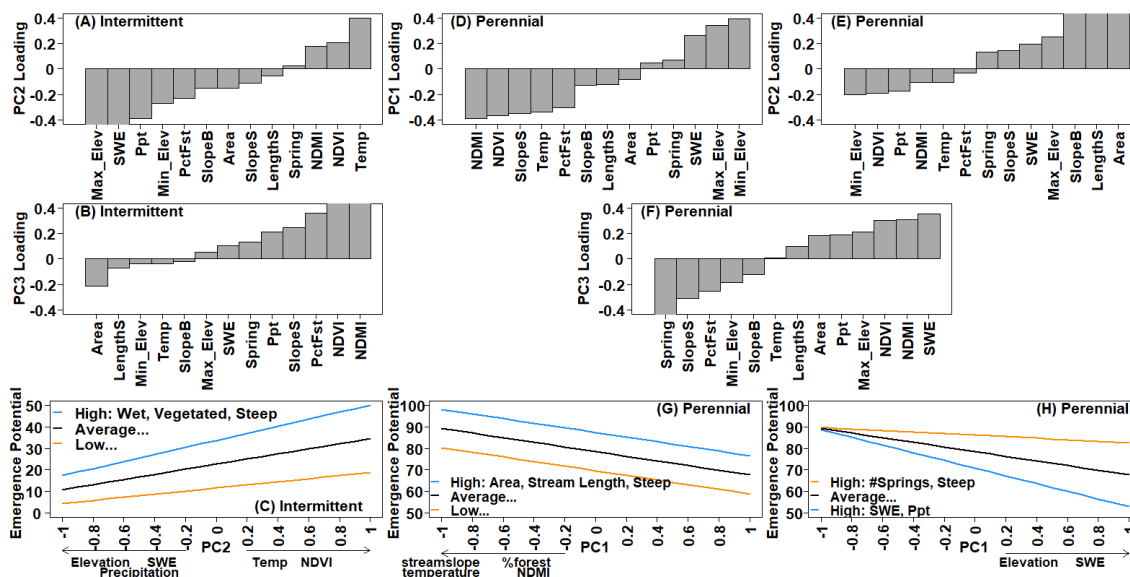 (A) Intermittent
PC2 Loading
0.4
0.2
0
-0.2
-0.4
Max_Elev
SWE
Ppt
Min_Elev
PctFst
SlopeB
Area
SlopeS
LengthS
Spring
NDMI
NDVI
Temp
(D) Perennial
PC1 Loading
0.4
0.2
0
-0.2
-0.4
NDMI
NDVI
SlopeS
Temp
PctFst
SlopeB
LengthS
Area
Ppt
Spring
SWE
Max_Elev
Min_Elev
(E) Perennial
PC2 Loading
0.4
0.2
0
-0.2
-0.4
Min_Elev
NDVI
Ppt
NDMI
Temp
PctFst
Spring
SlopeS
SWE
Max_Elev
SlopeB
LengthS
Area
(B) Intermittent
PC3 Loading
0.4
0.2
0
-0.2
-0.4
Area
LengthS
Min_Elev
Temp
SlopeB
Max_Elev
SWE
Spring
Ppt
SlopeS
PctFst
NDVI
NDMI
(F) Perennial
PC3 Loading
0.4
0.2
0
-0.2
-0.4
Spring
SlopeS
PctFst
Min_Elev
SlopeB
Temp
LengthS
Area
Ppt
Max_Elev
NDVI
NDMI
SWE
Emergence Potential
50
40
30
20
10
0
High: Wet, Vegetated, Steep
Average...
Low...
(C) Intermittent
-1
-0.8
-0.6
-0.4
-0.2
0
0.2
0.4
0.6
0.8
1
PC2
Elevation SWE
Precipitation
Temp NDVI
Emergence Potential
100
90
80
70
60
50
(G) Perennial
High: Area, Stream Length, Steep
Average...
Low...
-1
-0.8
-0.6
-0.4
-0.2
0
0.2
0.4
0.6
0.8
1
PC1
streamslope %forest
temperature NDMI
Emergence Potential
100
90
80
70
60
50
(H) Perennial
High: #Springs, Steep
Average...
High: SWE, Ppt
-1
-0.8
-0.6
-0.4
-0.2
0
0.2
0.4
0.6
0.8
1
PC1
Elevation SWE